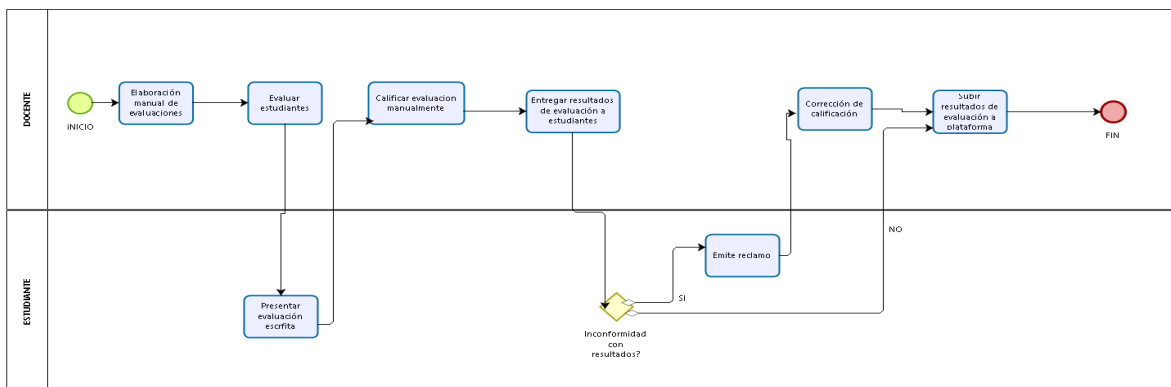 DOCENTE
iNICIO
Elaboración
manual de
evaluaciones
Evaluar
estudiantes
Calificar evaluacion
manualmente
Entregar resultados
de evaluación a
estudiantes
Corrección de
calificación
Subir
resultados de
evaluación a
plataforma
FIN
ESTUDIANTE
Presentar
evaluación
escrfita
Inconformidad
con
resultados?
SI
Emite reclamo
NO